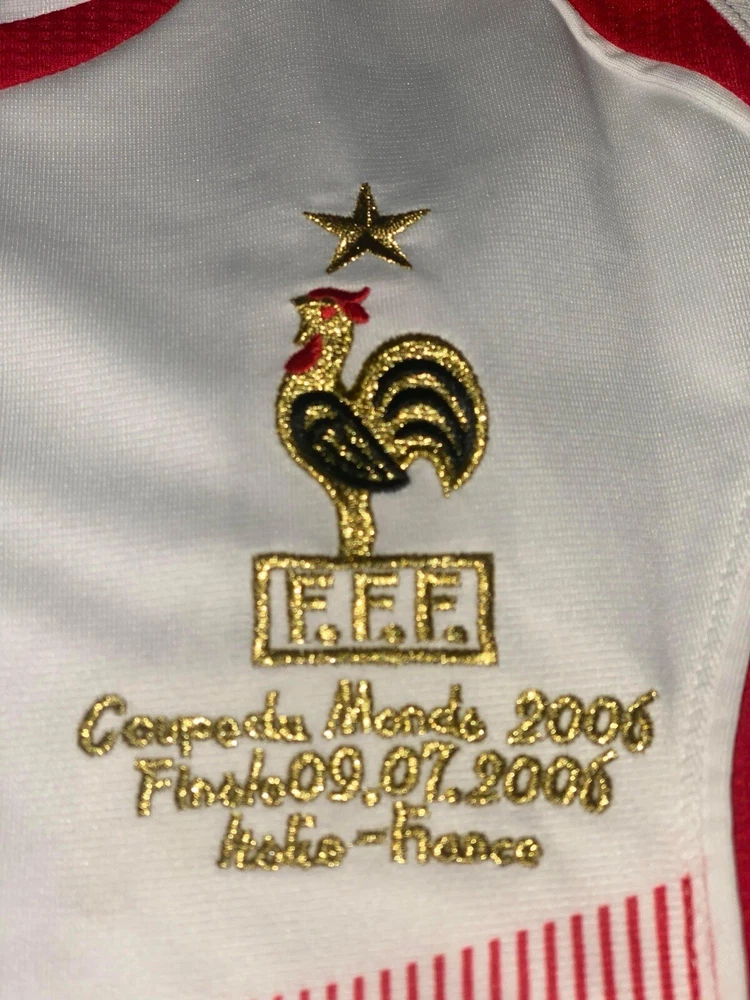 F.F.F.
Coupe du Monde 2006
Finale 09.07.2006
Italie-France